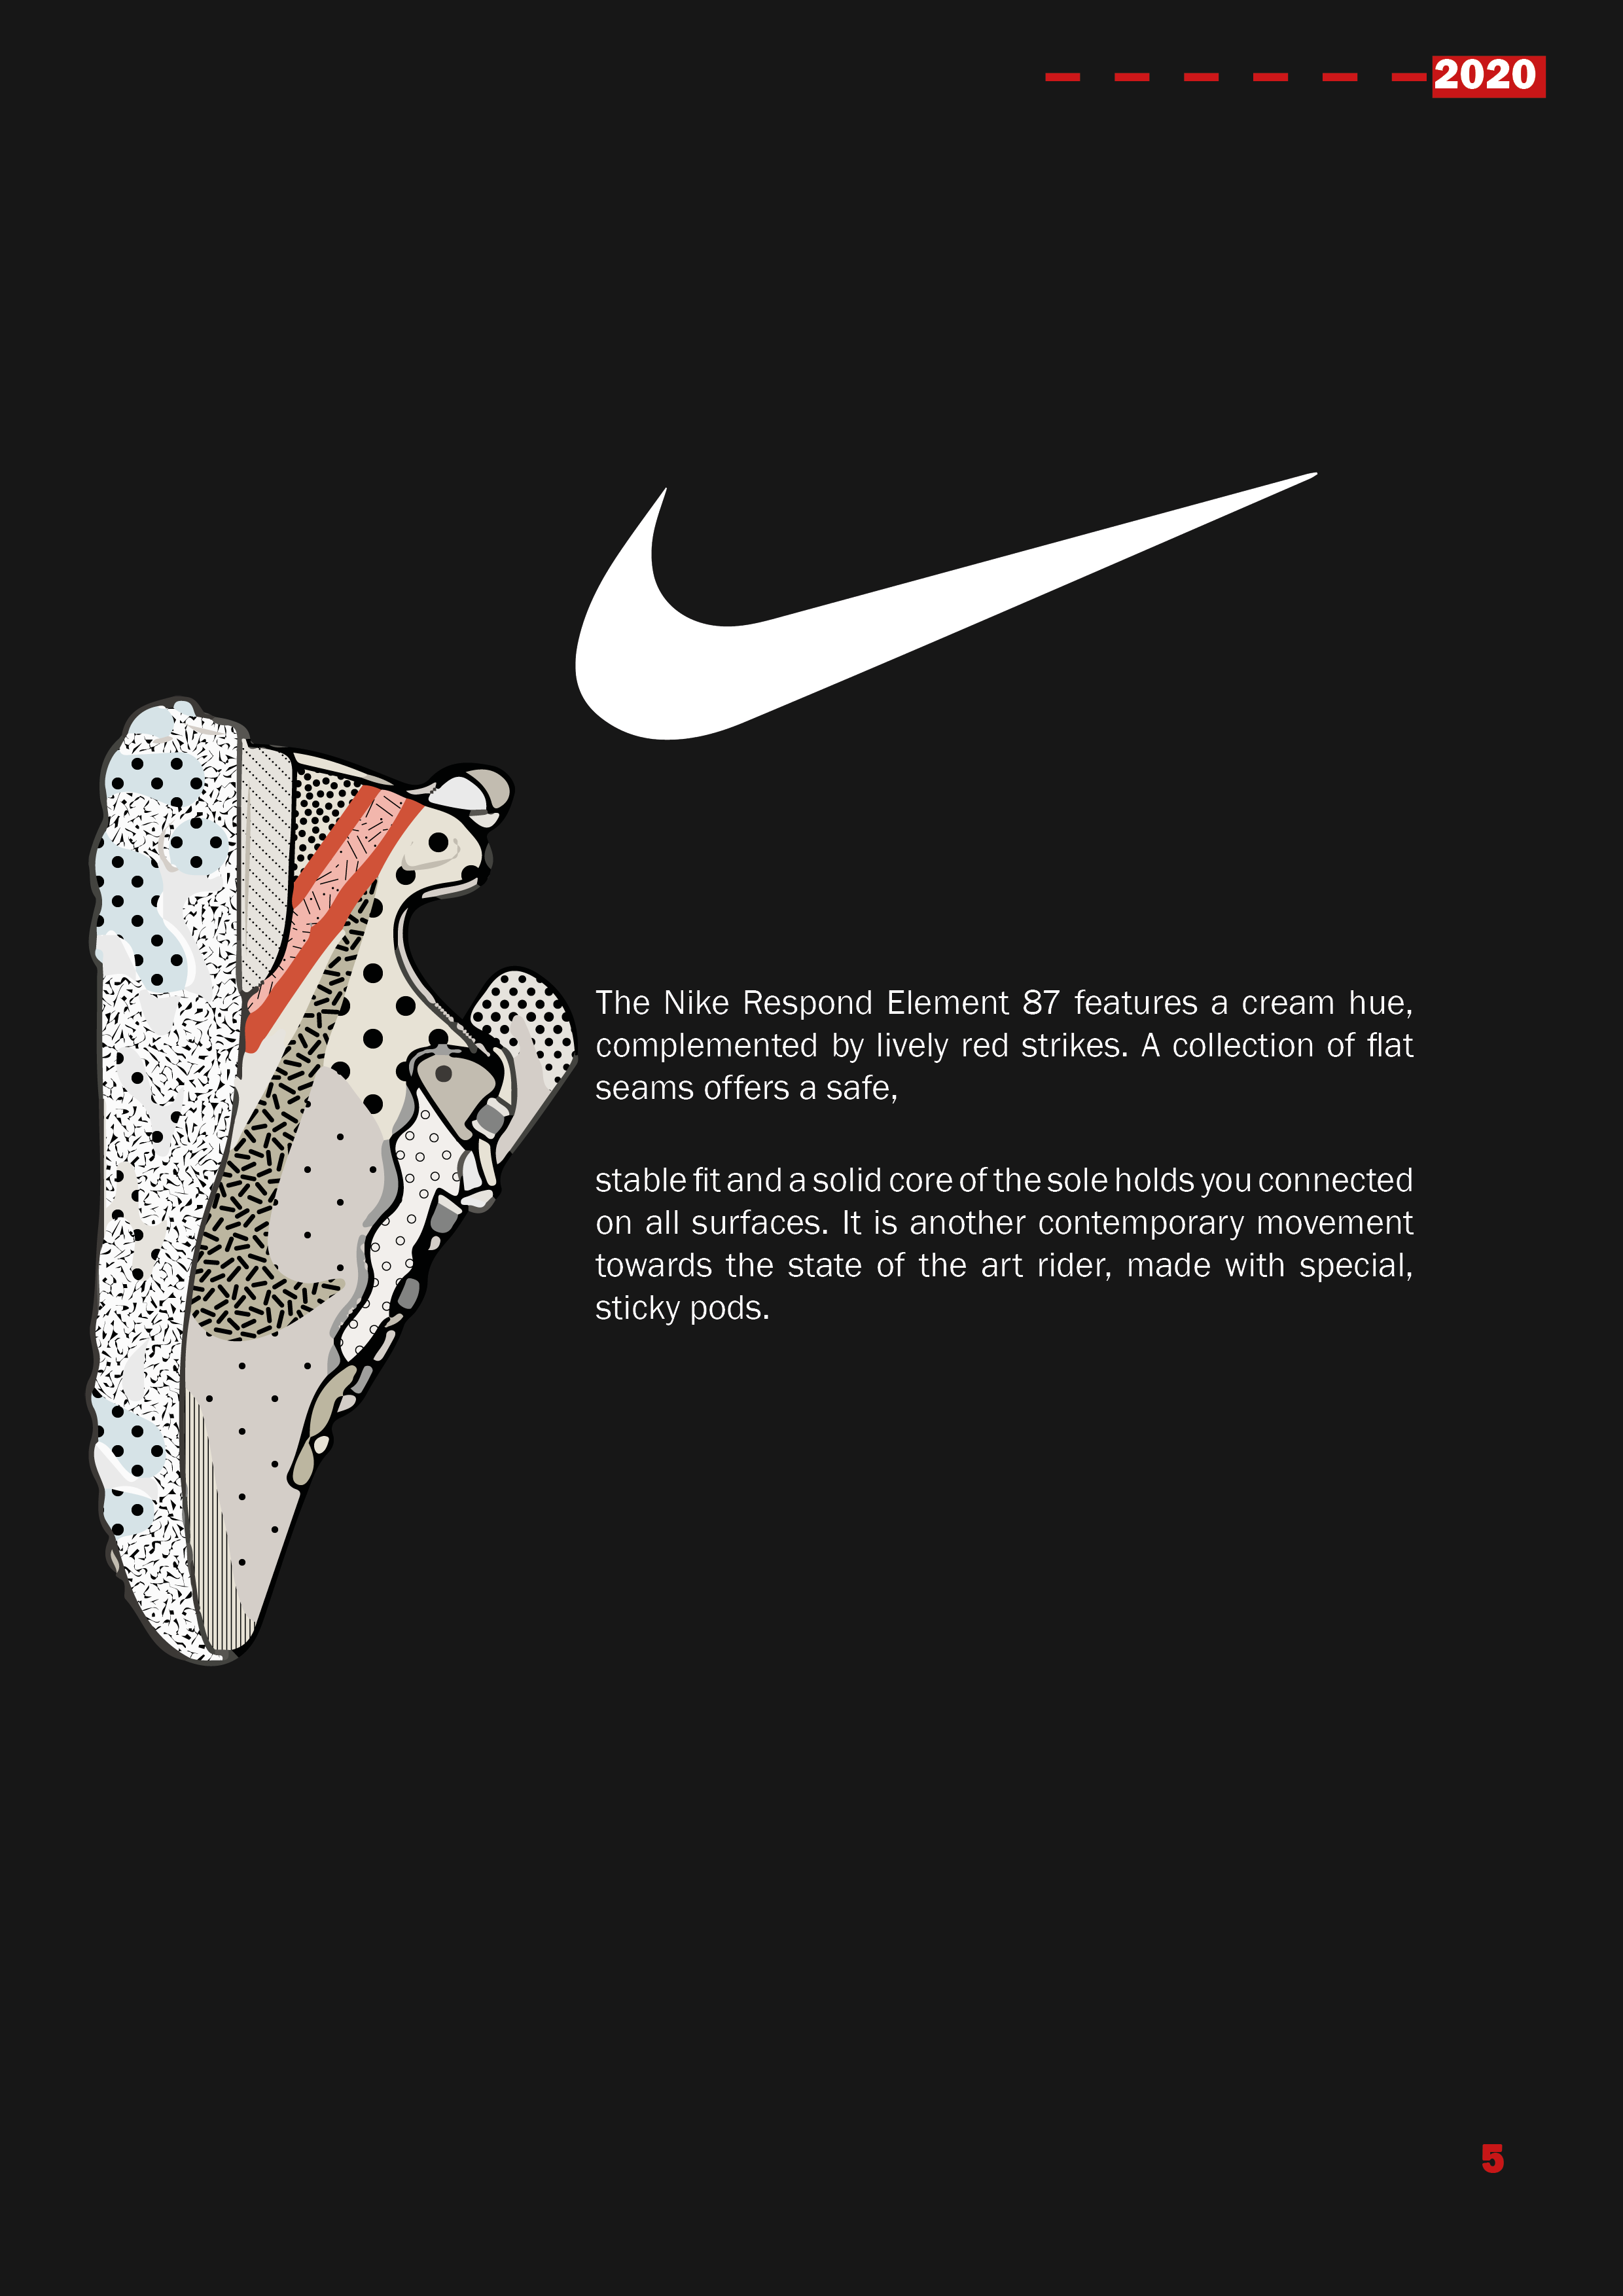 2020
The Nike Respond Element 87 features a cream hue,
complemented by lively red strikes. A collection of flat
seams offers a safe,
stable fit and a solid core of the sole holds you connected
on all surfaces. It is another contemporary movement
towards the state of the art rider, made with special,
sticky pods.
5